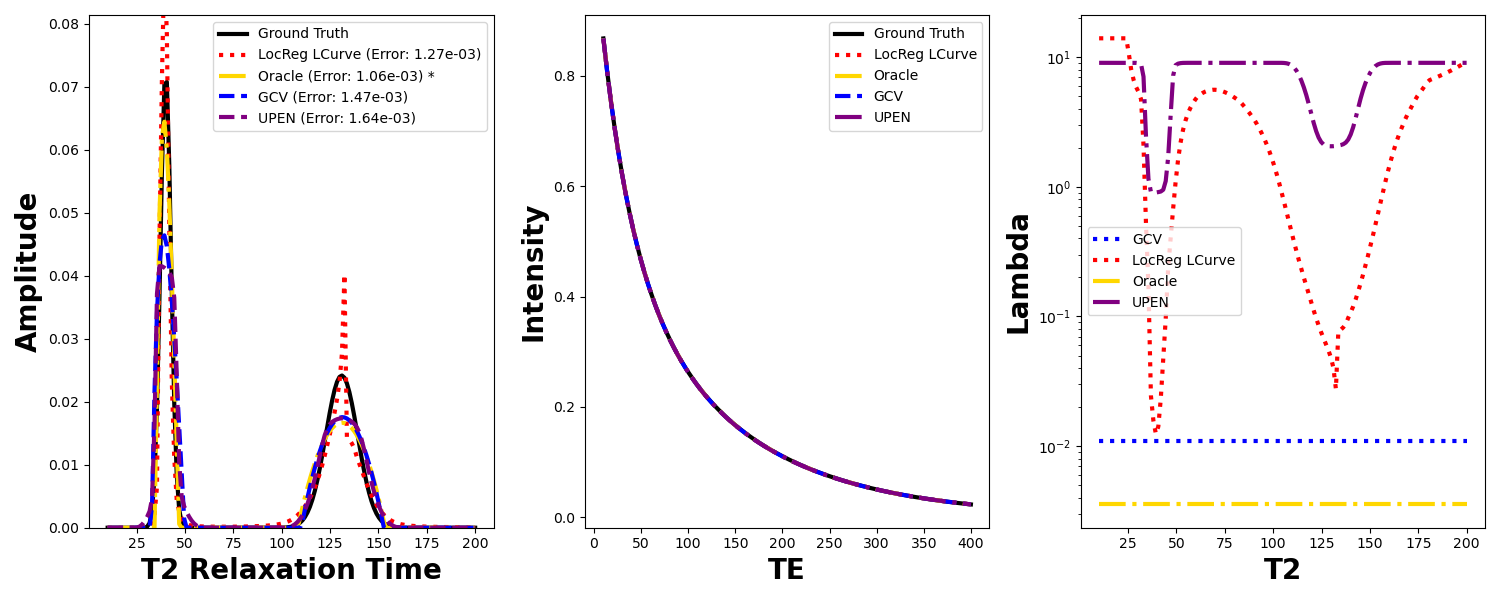 Amplitude
0.08
0.07
0.06
0.05
0.04
0.03
0.02
0.01
0.00
25 50 75 100 125 150 175 200
T2 Relaxation Time
Ground Truth
LocReg LCurve (Error: 1.27e-03)
Oracle (Error: 1.06e-03) *
GCV (Error: 1.47e-03)
UPEN (Error: 1.64e-03)
Intensity
0.8
0.6
0.4
0.2
0.0
0 50 100 150 200 250 300 350 400
TE
Ground Truth
LocReg LCurve
Oracle
GCV
UPEN
Lambda
10¹
10⁰
10⁻¹
10⁻²
25 50 75 100 125 150 175 200
T2
GCV
LocReg LCurve
Oracle
UPEN